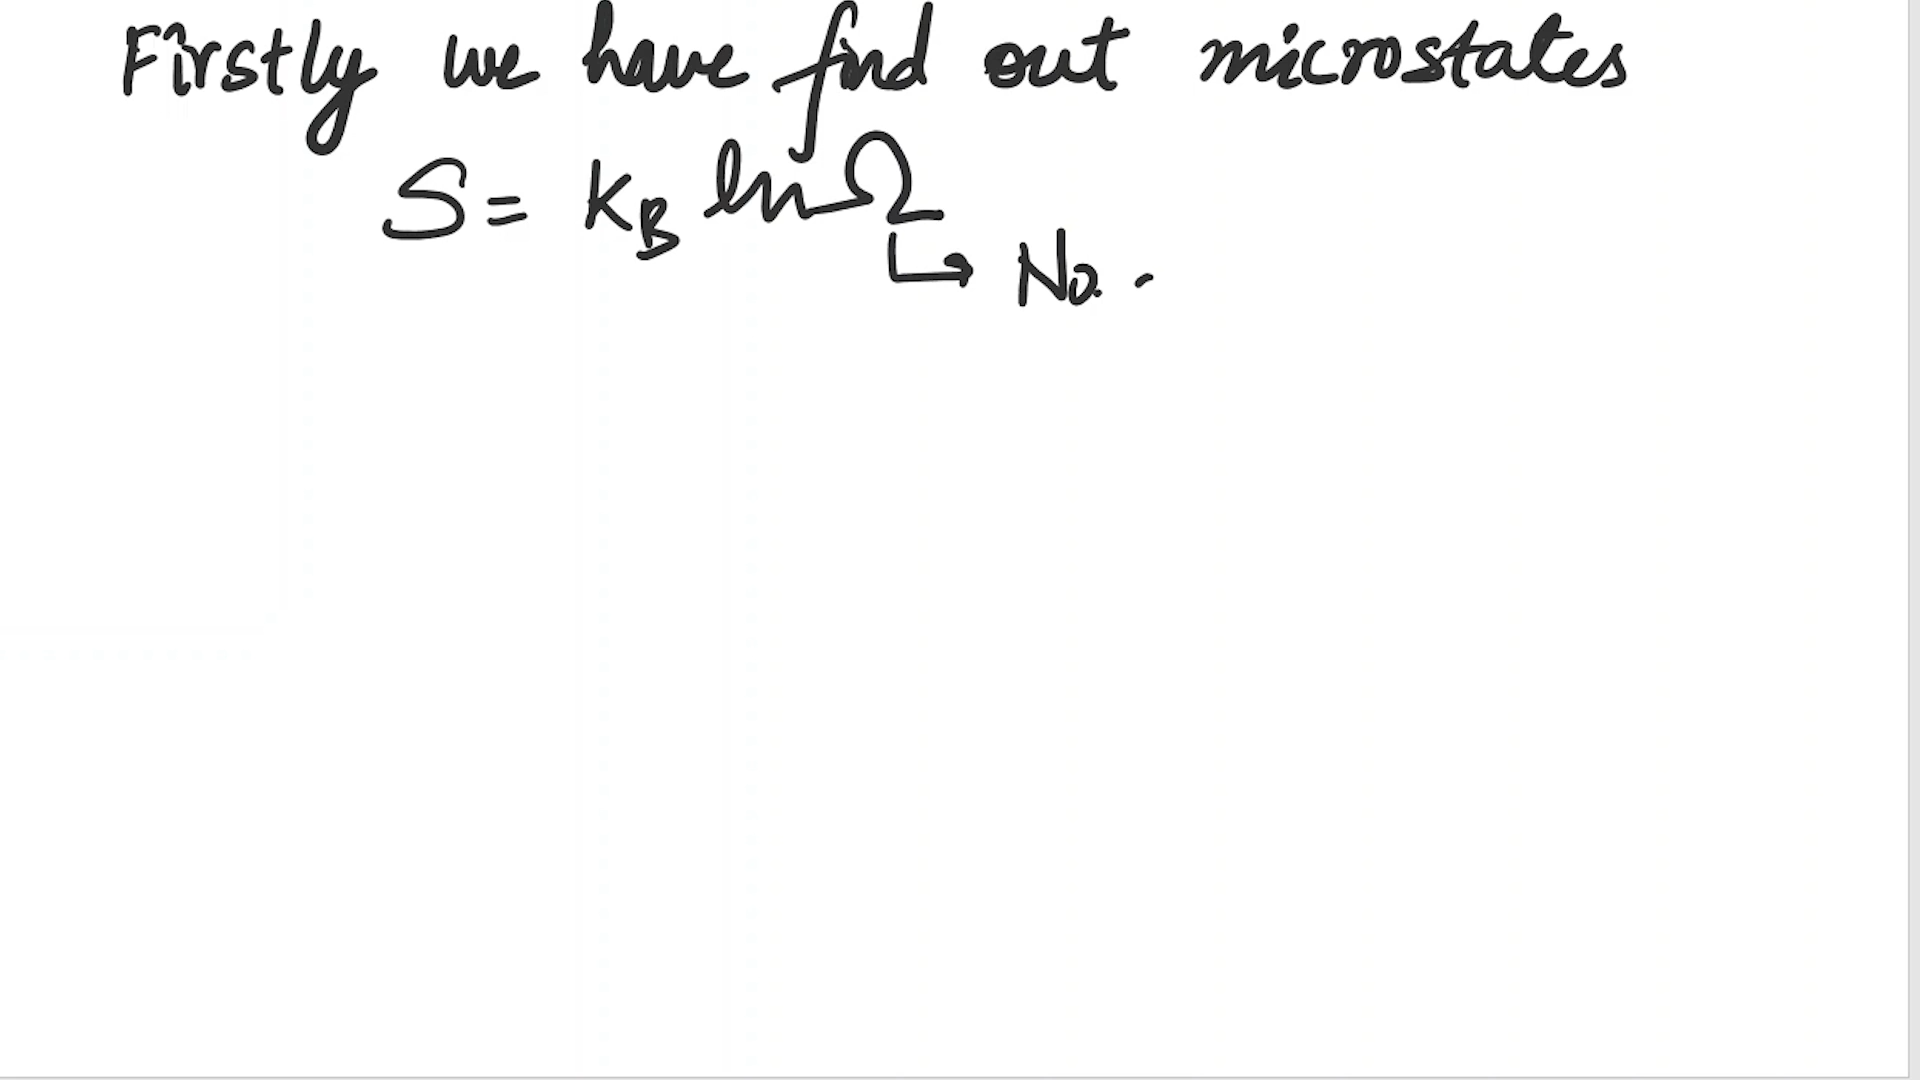 Firstly we have find out microstates
S = K_B ln Ω
↳ No. -